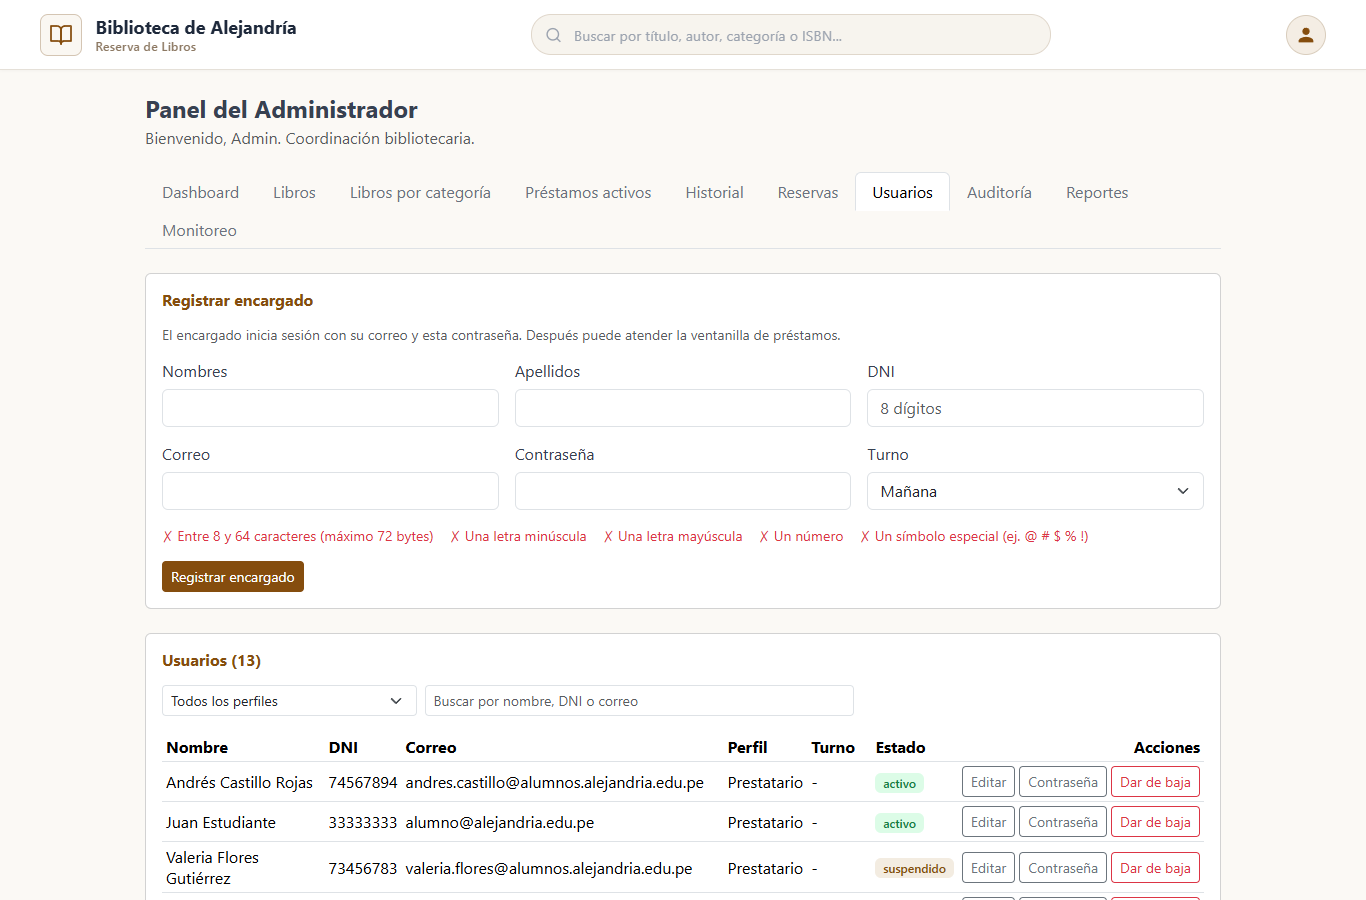 Biblioteca de Alejandría
Reserva de Libros
Buscar por título, autor, categoría o ISBN...
Panel del Administrador
Bienvenido, Admin. Coordinación bibliotecaria.
Dashboard Libros Libros por categoría Préstamos activos Historial Reservas Usuarios Auditoría Reportes
Monitoreo
Registrar encargado
El encargado inicia sesión con su correo y esta contraseña. Después puede atender la ventanilla de préstamos.
Nombres Apellidos DNI
8 dígitos
Correo Contraseña Turno
Mañana
✗ Entre 8 y 64 caracteres (máximo 72 bytes) ✗ Una letra minúscula ✗ Una letra mayúscula ✗ Un número ✗ Un símbolo especial (ej. @ # $ % !)
Registrar encargado
Usuarios (13)
Todos los perfiles Buscar por nombre, DNI o correo
Nombre DNI Correo Perfil Turno Estado Acciones
Andrés Castillo Rojas 74567894 andres.castillo@alumnos.alejandria.edu.pe Prestatario - activo Editar Contraseña Dar de baja
Juan Estudiante 33333333 alumno@alejandria.edu.pe Prestatario - activo Editar Contraseña Dar de baja
Valeria Flores
Gutiérrez 73456783 valeria.flores@alumnos.alejandria.edu.pe Prestatario - suspendido Editar Contraseña Dar de baja